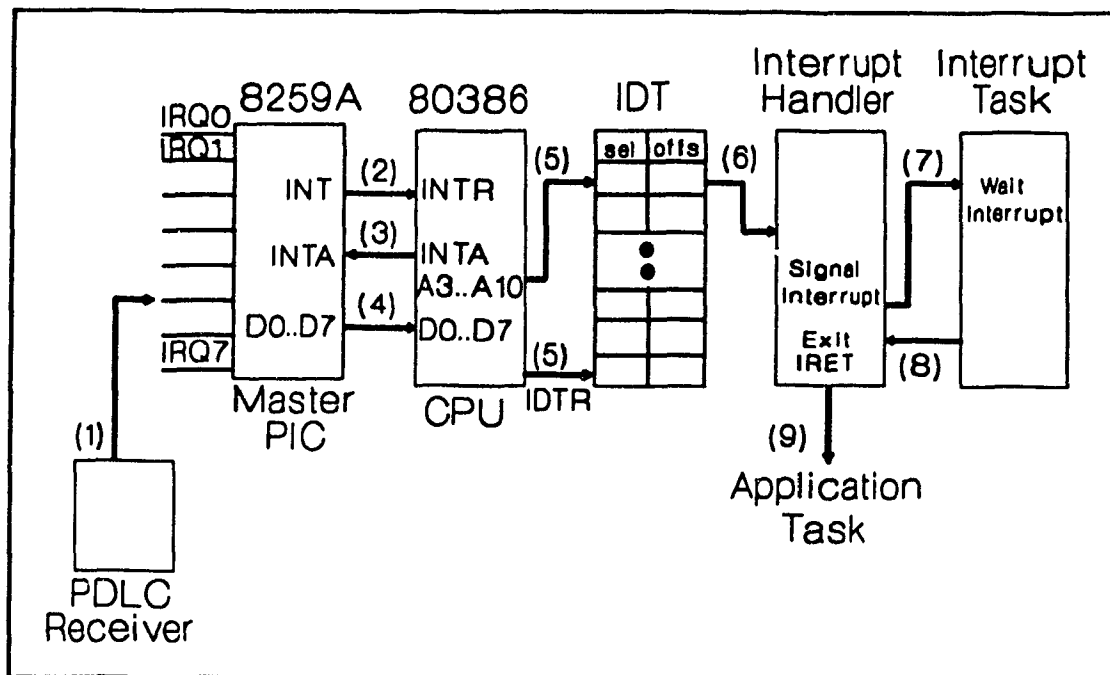 Interrupt Handler
Interrupt Task
8259A
80386
IDT
IRQ0
IRQ1
IRQ7
INT
INTA
D0..D7
Master
PIC
(1)
PDLC
Receiver
(2)
(3)
(4)
INTR
INTA
A3..A10
D0..D7
CPU
(5)
(5)
IDTR
sel offs
(6)
Signal
Interrupt
Exit
IRET
(7)
(8)
Wait
Interrupt
(9)
Application
Task